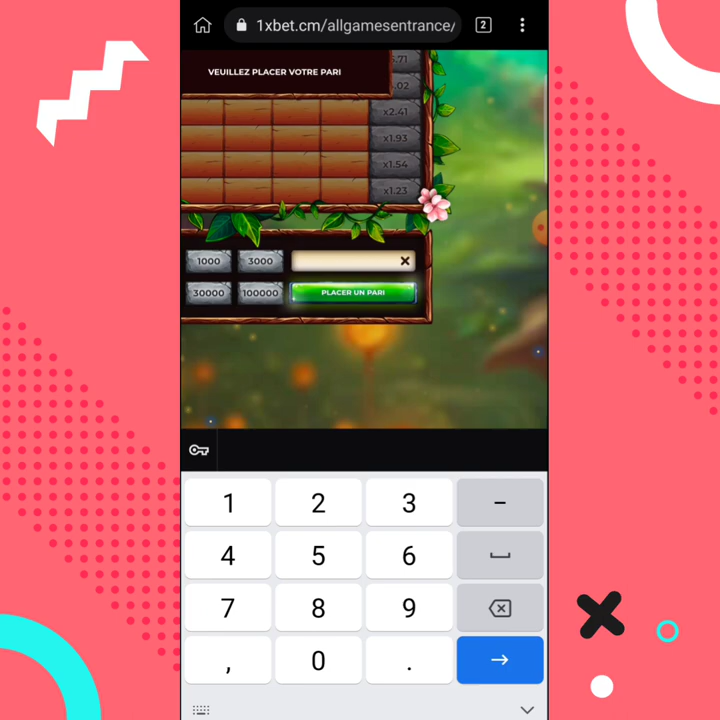 1xbet.cm/allgamesentrance/
2
VEUILLEZ PLACER VOTRE PARI
x2.41
x1.93
x1.54
x1.23
1000 3000
30000 100000 PLACER UN PARI
1 2 3 −
4 5 6
7 8 9
, 0 .